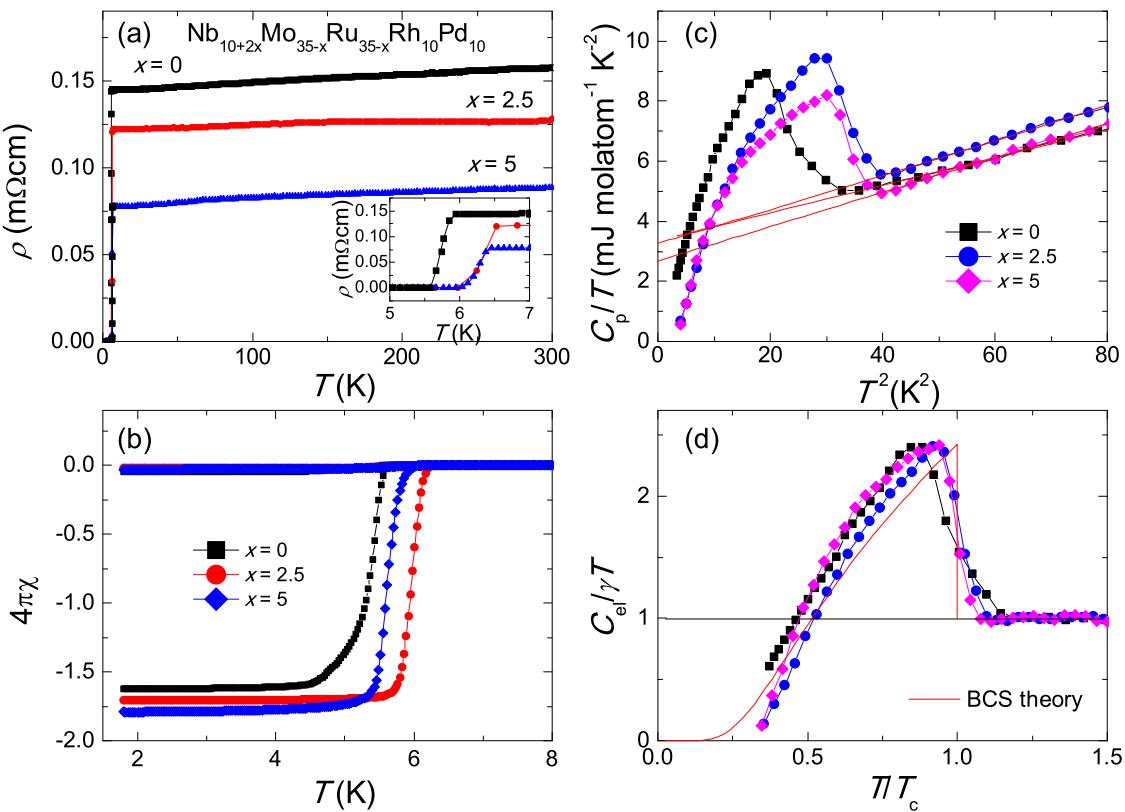 (a)
Nb10+2xMo35-xRu35-xRh10Pd10
x = 0
x = 2.5
x = 5
ρ (mΩcm)
0.15
0.10
0.05
0.00
0 100 200 300
T (K)
ρ (mΩcm)
0.15
0.10
0.05
0.00
5 6 7
T (K)
(c)
Cp/T (mJ molatom-1 K-2)
10
8
6
4
2
0
x = 0
x = 2.5
x = 5
0 20 40 60 80
T2(K2)
(b)
4πχ
0.0
-0.5
-1.0
-1.5
-2.0
x = 0
x = 2.5
x = 5
2 4 6 8
T (K)
(d)
Cel/γT
2
1
0
BCS theory
0.0 0.5 1.0 1.5
T/Tc